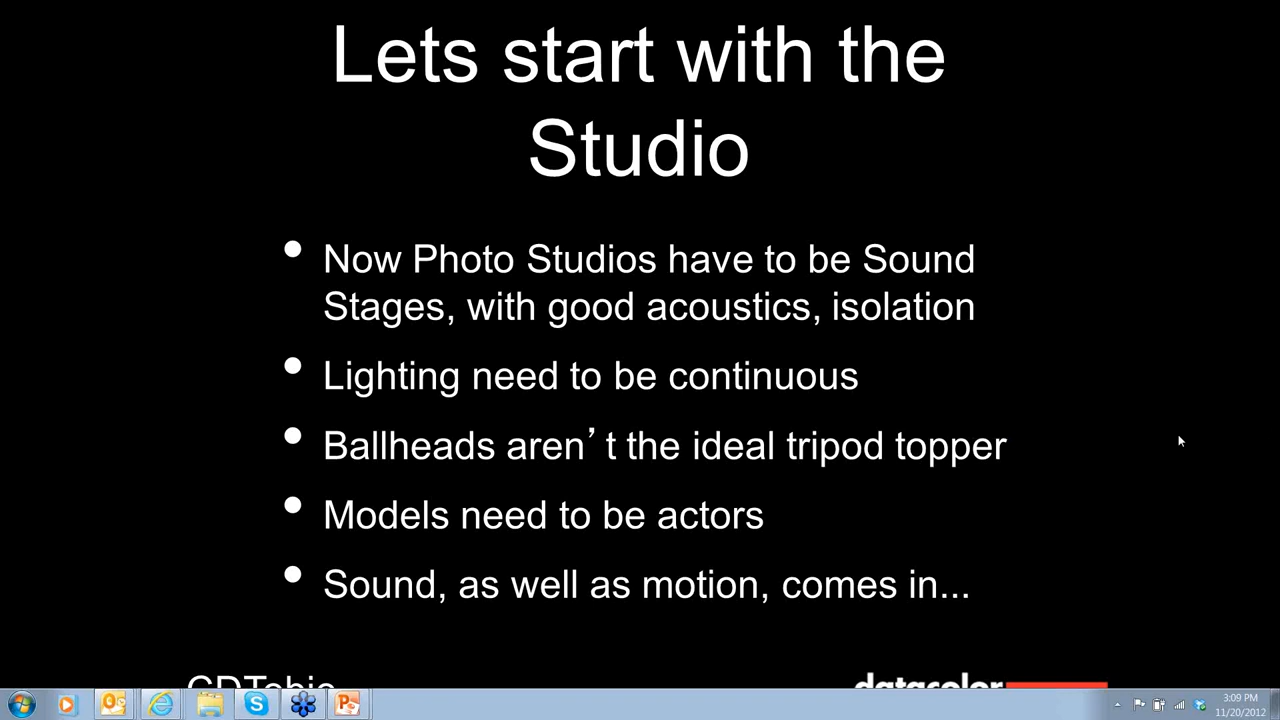 Lets start with the
Studio
• Now Photo Studios have to be Sound
Stages, with good acoustics, isolation
• Lighting need to be continuous
• Ballheads aren’t the ideal tripod topper
• Models need to be actors
• Sound, as well as motion, comes in...
CDTobie
datacolor
3:09 PM
11/20/2012